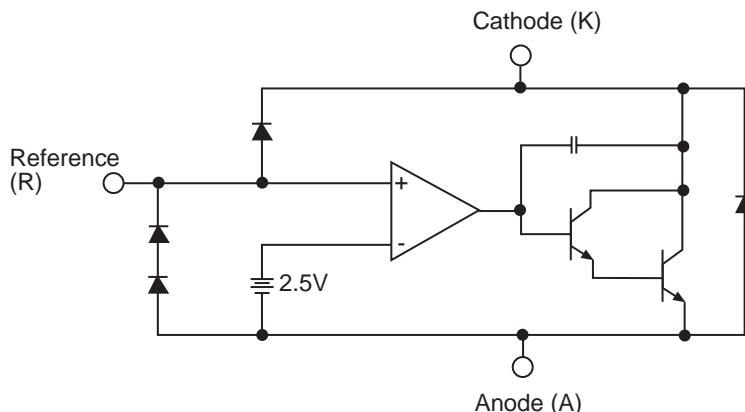 Cathode (K)
Reference
(R)
+
-
2.5V
Anode (A)